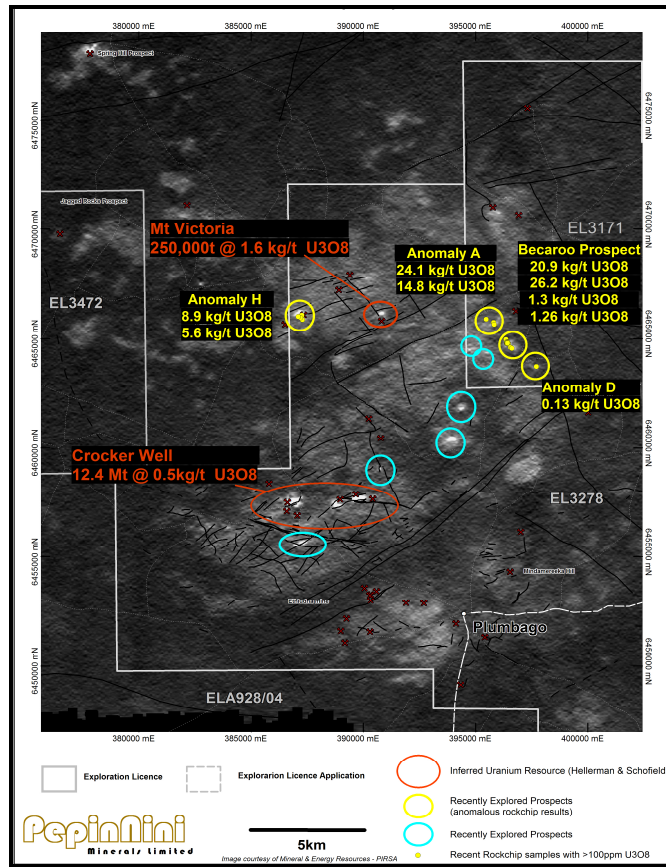 380000 mE 385000 mE 390000 mE 395000 mE 400000 mE
Spring Hill Prospect
6475000 mN
6475000 mN
Jagged Rocks Prospect
6470000 mN
6470000 mN
EL3171
EL3472
Mt Victoria
250,000t @ 1.6 kg/t U3O8
Anomaly A
24.1 kg/t U3O8
14.8 kg/t U3O8
Becaroo Prospect
20.9 kg/t U3O8
26.2 kg/t U3O8
1.3 kg/t U3O8
1.26 kg/t U3O8
Anomaly H
8.9 kg/t U3O8
5.6 kg/t U3O8
6465000 mN
6465000 mN
Anomaly D
0.13 kg/t U3O8
6460000 mN
6460000 mN
Crocker Well
12.4 Mt @ 0.5kg/t U3O8
EL3278
6455000 mN
6455000 mN
Plumbago
6450000 mN
6450000 mN
ELA928/04
380000 mE 385000 mE 390000 mE 395000 mE 400000 mE
Exploration Licence
Explorarion Licence Application
Inferred Uranium Resource (Hellerman & Schofield
Recently Explored Prospects
(anomalous rockchip results)
Recently Explored Prospects
Recent Rockchip samples with >100ppm U3O8
PepinNini
Minerals Limited
5km
Image courtesy of Mineral & Energy Resources - PIRSA